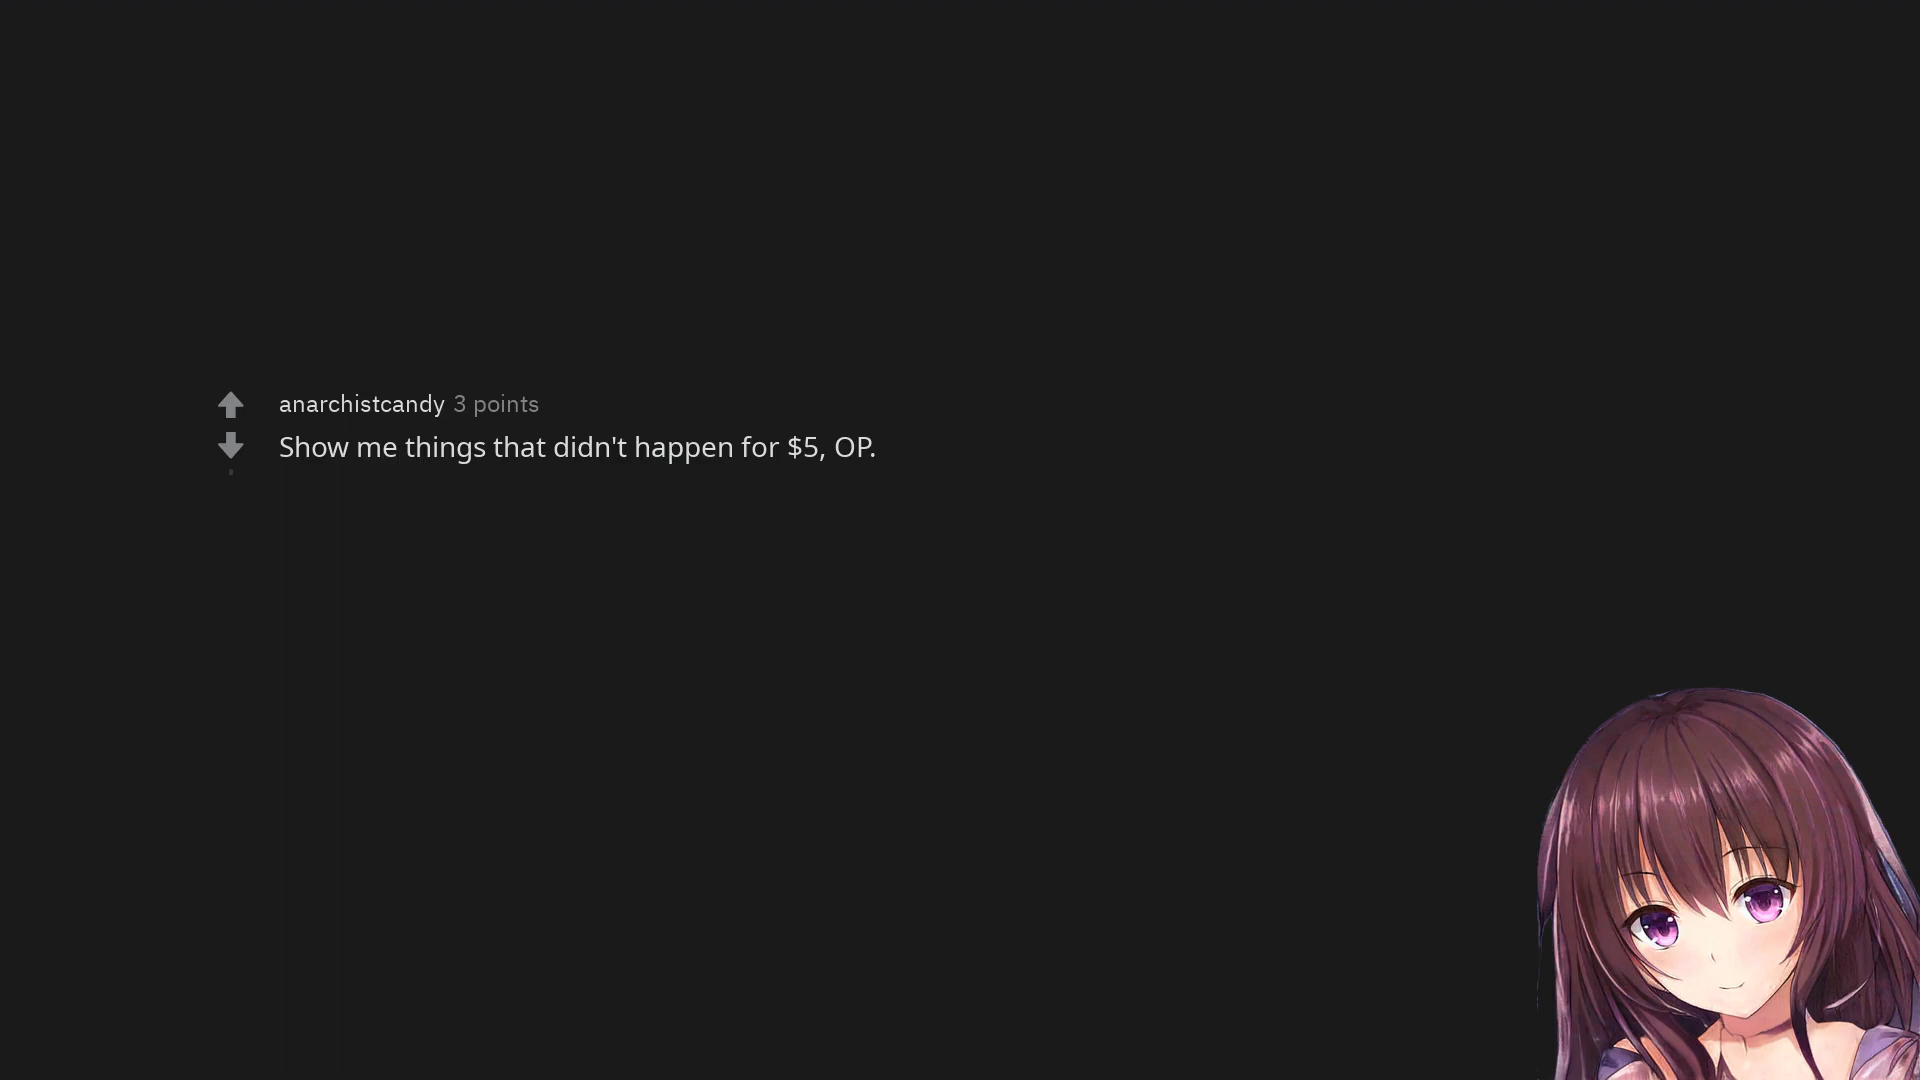 anarchistcandy 3 points
Show me things that didn't happen for $5, OP.